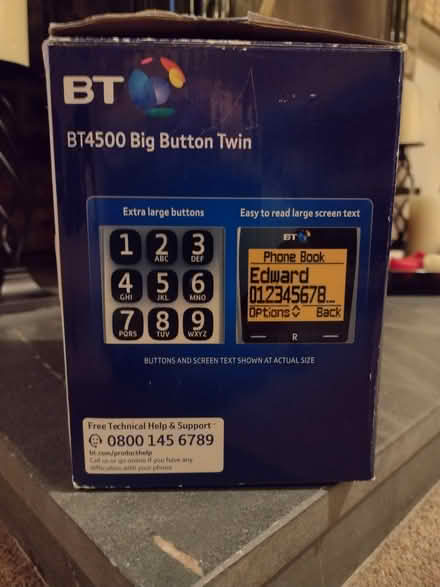 BT
BT4500 Big Button Twin
Extra large buttons
Easy to read large screen text
1 2 ABC 3 DEF
4 GHI 5 JKL 6 MNO
7 PQRS 8 TUV 9 WXYZ
BT
Phone Book
Edward
012345678...
Options Back
R
BUTTONS AND SCREEN TEXT SHOWN AT ACTUAL SIZE
Free Technical Help & Support
0800 145 6789
bt.com/producthelp
Call us or go online if you have any
difficulties with your phone